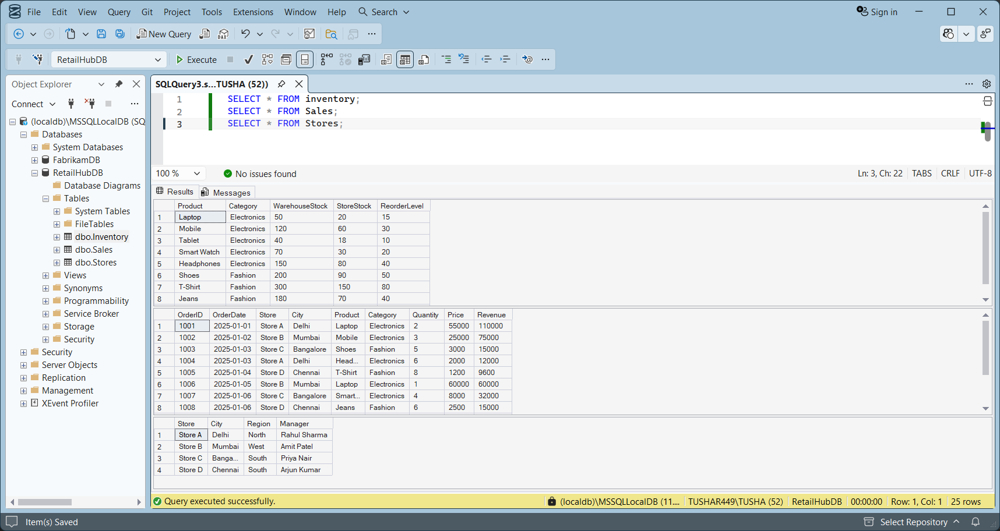 File Edit View Query Git Project Tools Extensions Window Help Search Sign in
New Query DAX
RetailHubDB Execute
Object Explorer
Connect
(localdb)\MSSQLLocalDB (SQ
Databases
System Databases
FabrikamDB
RetailHubDB
Database Diagrams
Tables
System Tables
FileTables
dbo.Inventory
dbo.Sales
dbo.Stores
Views
Synonyms
Programmability
Service Broker
Storage
Security
Security
Server Objects
Replication
Management
XEvent Profiler
SQLQuery3.s...TUSHA (52))
1 SELECT * FROM inventory;
2 SELECT * FROM Sales;
3 SELECT * FROM Stores;
100 % No issues found Ln: 3, Ch: 22 TABS CRLF UTF-8
Results Messages
Product Category WarehouseStock StoreStock ReorderLevel
1 Laptop Electronics 50 20 15
2 Mobile Electronics 120 60 30
3 Tablet Electronics 40 18 10
4 Smart Watch Electronics 70 30 20
5 Headphones Electronics 150 80 40
6 Shoes Fashion 200 90 50
7 T-Shirt Fashion 300 150 80
8 Jeans Fashion 180 70 40
OrderID OrderDate Store City Product Category Quantity Price Revenue
1 1001 2025-01-01 Store A Delhi Laptop Electronics 2 55000 110000
2 1002 2025-01-02 Store B Mumbai Mobile Electronics 3 25000 75000
3 1003 2025-01-03 Store C Bangalore Shoes Fashion 5 3000 15000
4 1004 2025-01-03 Store A Delhi Head... Electronics 6 2000 12000
5 1005 2025-01-04 Store D Chennai T-Shirt Fashion 8 1200 9600
6 1006 2025-01-05 Store B Mumbai Laptop Electronics 1 60000 60000
7 1007 2025-01-06 Store C Bangalore Smart... Electronics 4 8000 32000
8 1008 2025-01-06 Store D Chennai Jeans Fashion 6 2500 15000
Store City Region Manager
1 Store A Delhi North Rahul Sharma
2 Store B Mumbai West Amit Patel
3 Store C Banga... South Priya Nair
4 Store D Chennai South Arjun Kumar
Query executed successfully. (localdb)\MSSQLLocalDB (11.... TUSHAR449\TUSHA (52) RetailHubDB 00:00:00 Row: 1, Col: 1 25 rows
Item(s) Saved Select Repository